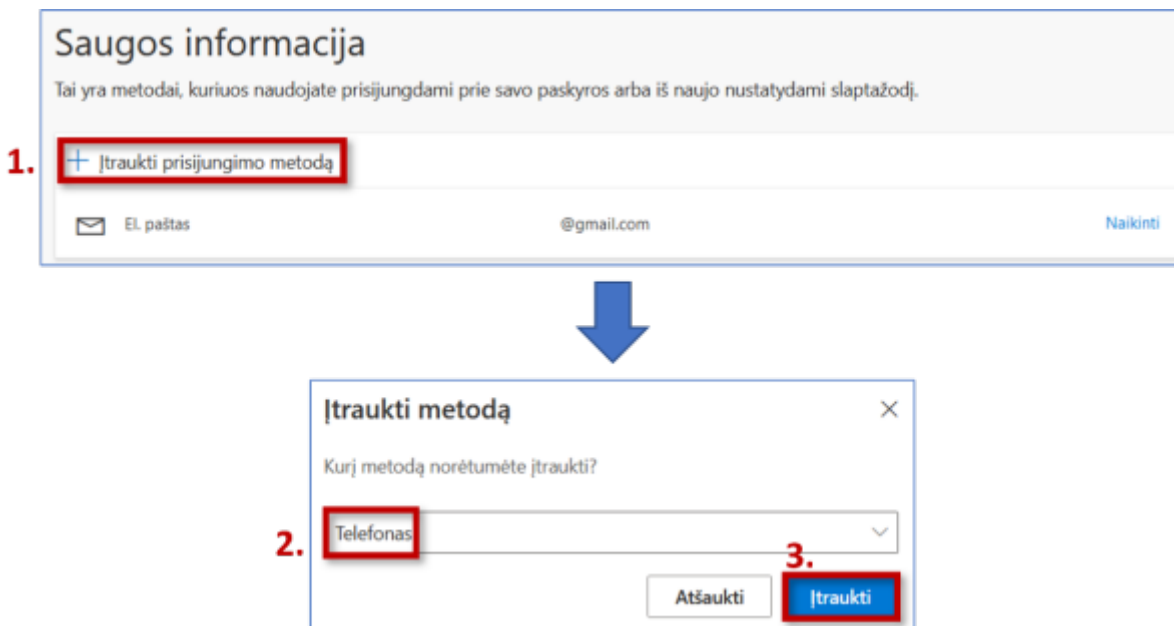 Saugos informacija
Tai yra metodai, kuriuos naudojate prisijungdami prie savo paskyros arba iš naujo nustatydami slaptažodį.
1. + Įtraukti prisijungimo metodą
El. paštas @gmail.com Naikinti
Įtraukti metodą
Kurį metodą norėtumėte įtraukti?
2. Telefonas
3.
Atšaukti Įtraukti